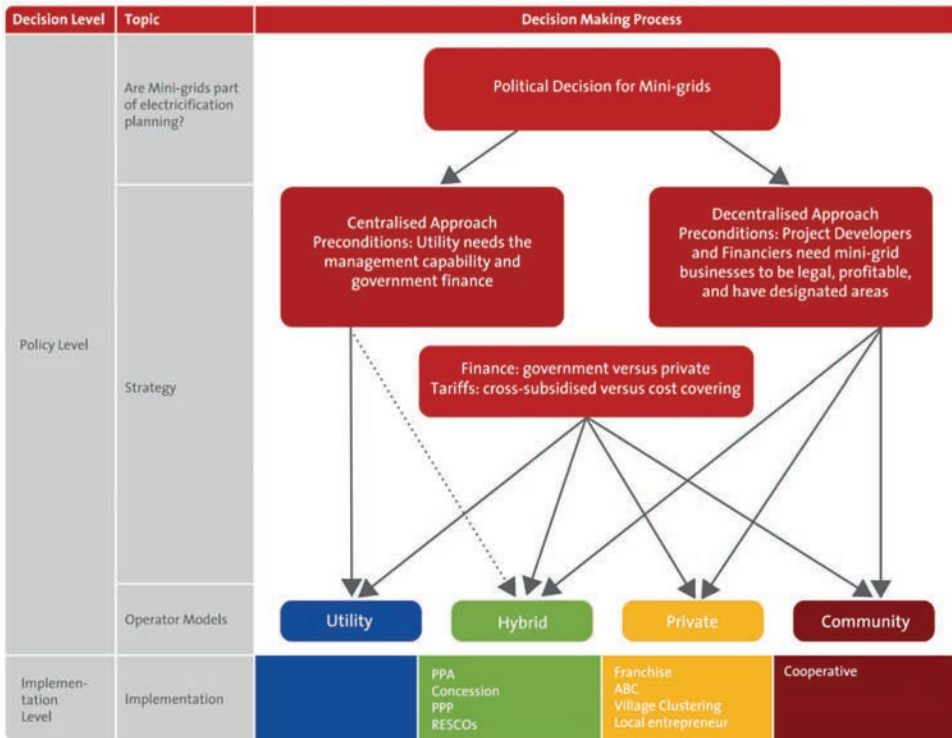 Decision Level
Topic
Decision Making Process
Are Mini-grids part
of electricification
planning?
Political Decision for Mini-grids
Centralised Approach
Preconditions: Utility needs the
management capability and
government finance
Decentralised Approach
Preconditions: Project Developers
and Financiers need mini-grid
businesses to be legal, profitable,
and have designated areas
Policy Level
Strategy
Finance: government versus private
Tariffs: cross-subsidised versus cost covering
Operator Models
Utility
Hybrid
Private
Community
Implemen-
tation
Level
Implementation
PPA
Concession
PPP
RESCOs
Franchise
ABC
Village Clustering
Local entrepreneur
Cooperative